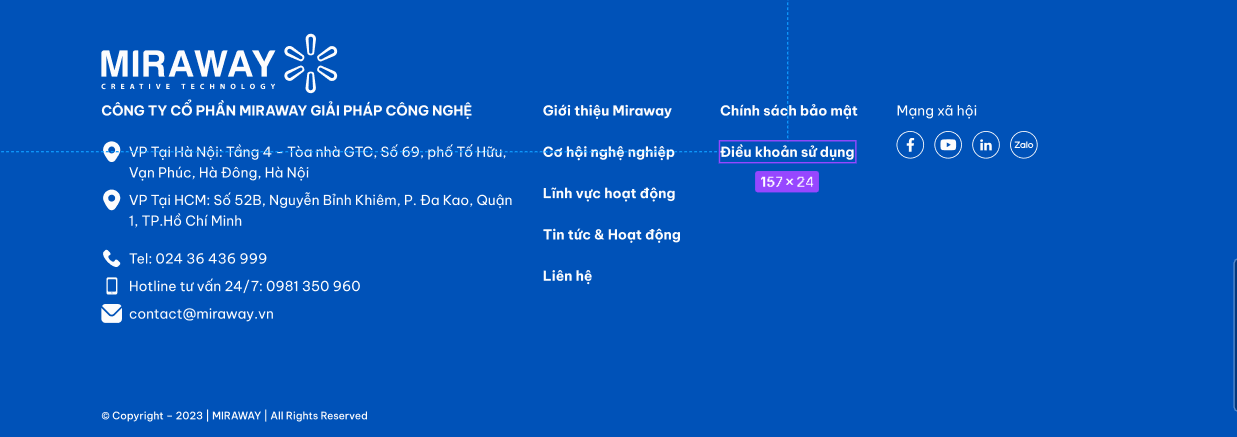 MIRAWAY
CREATIVE TECHNOLOGY
CÔNG TY CỔ PHẦN MIRAWAY GIẢI PHÁP CÔNG NGHỆ
VP Tại Hà Nội: Tầng 4 – Tòa nhà GTC, Số 69, phố Tố Hữu,
Vạn Phúc, Hà Đông, Hà Nội
VP Tại HCM: Số 52B, Nguyễn Bỉnh Khiêm, P. Đa Kao, Quận
1, TP.Hồ Chí Minh
Tel: 024 36 436 999
Hotline tư vấn 24/7: 0981 350 960
contact@miraway.vn
Giới thiệu Miraway
Cơ hội nghề nghiệp
Lĩnh vực hoạt động
Tin tức & Hoạt động
Liên hệ
Chính sách bảo mật
Điều khoản sử dụng
157 × 24
Mạng xã hội
f
in
Zalo
© Copyright – 2023 | MIRAWAY | All Rights Reserved